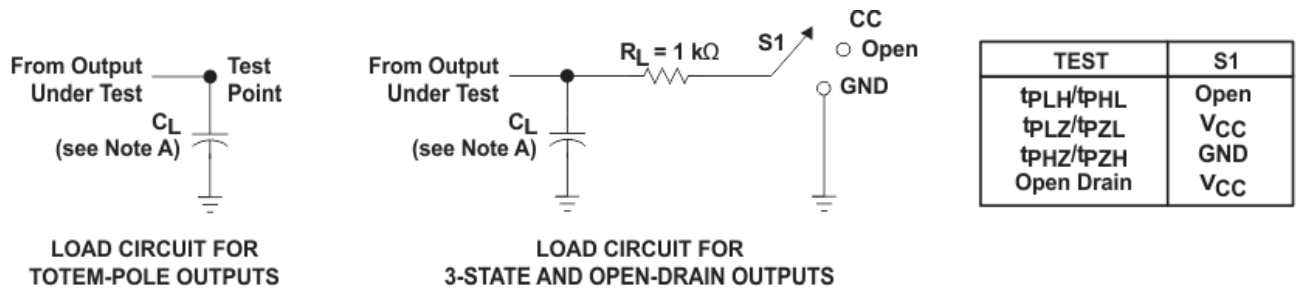 From Output
Under Test
Test
Point
CL
(see Note A)
LOAD CIRCUIT FOR
TOTEM-POLE OUTPUTS
From Output
Under Test
CL
(see Note A)
RL = 1 kΩ
S1
CC
Open
GND
LOAD CIRCUIT FOR
3-STATE AND OPEN-DRAIN OUTPUTS
TEST S1
tPLH/tPHL Open
tPLZ/tPZL VCC
tPHZ/tPZH GND
Open Drain VCC